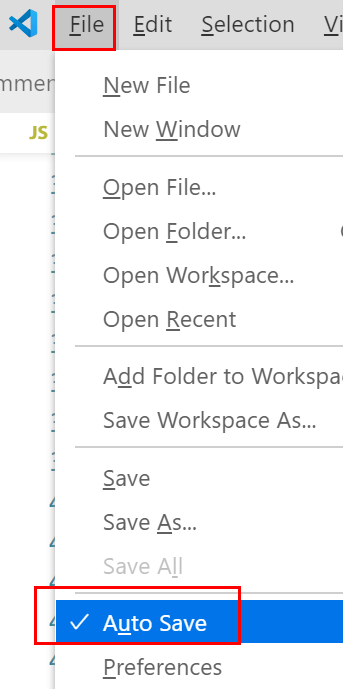 File Edit Selection Vi
mmen
New File
JS
New Window
Open File...
Open Folder...
Open Workspace...
Open Recent
Add Folder to Workspa
Save Workspace As...
Save
Save As...
Save All
Auto Save
Preferences